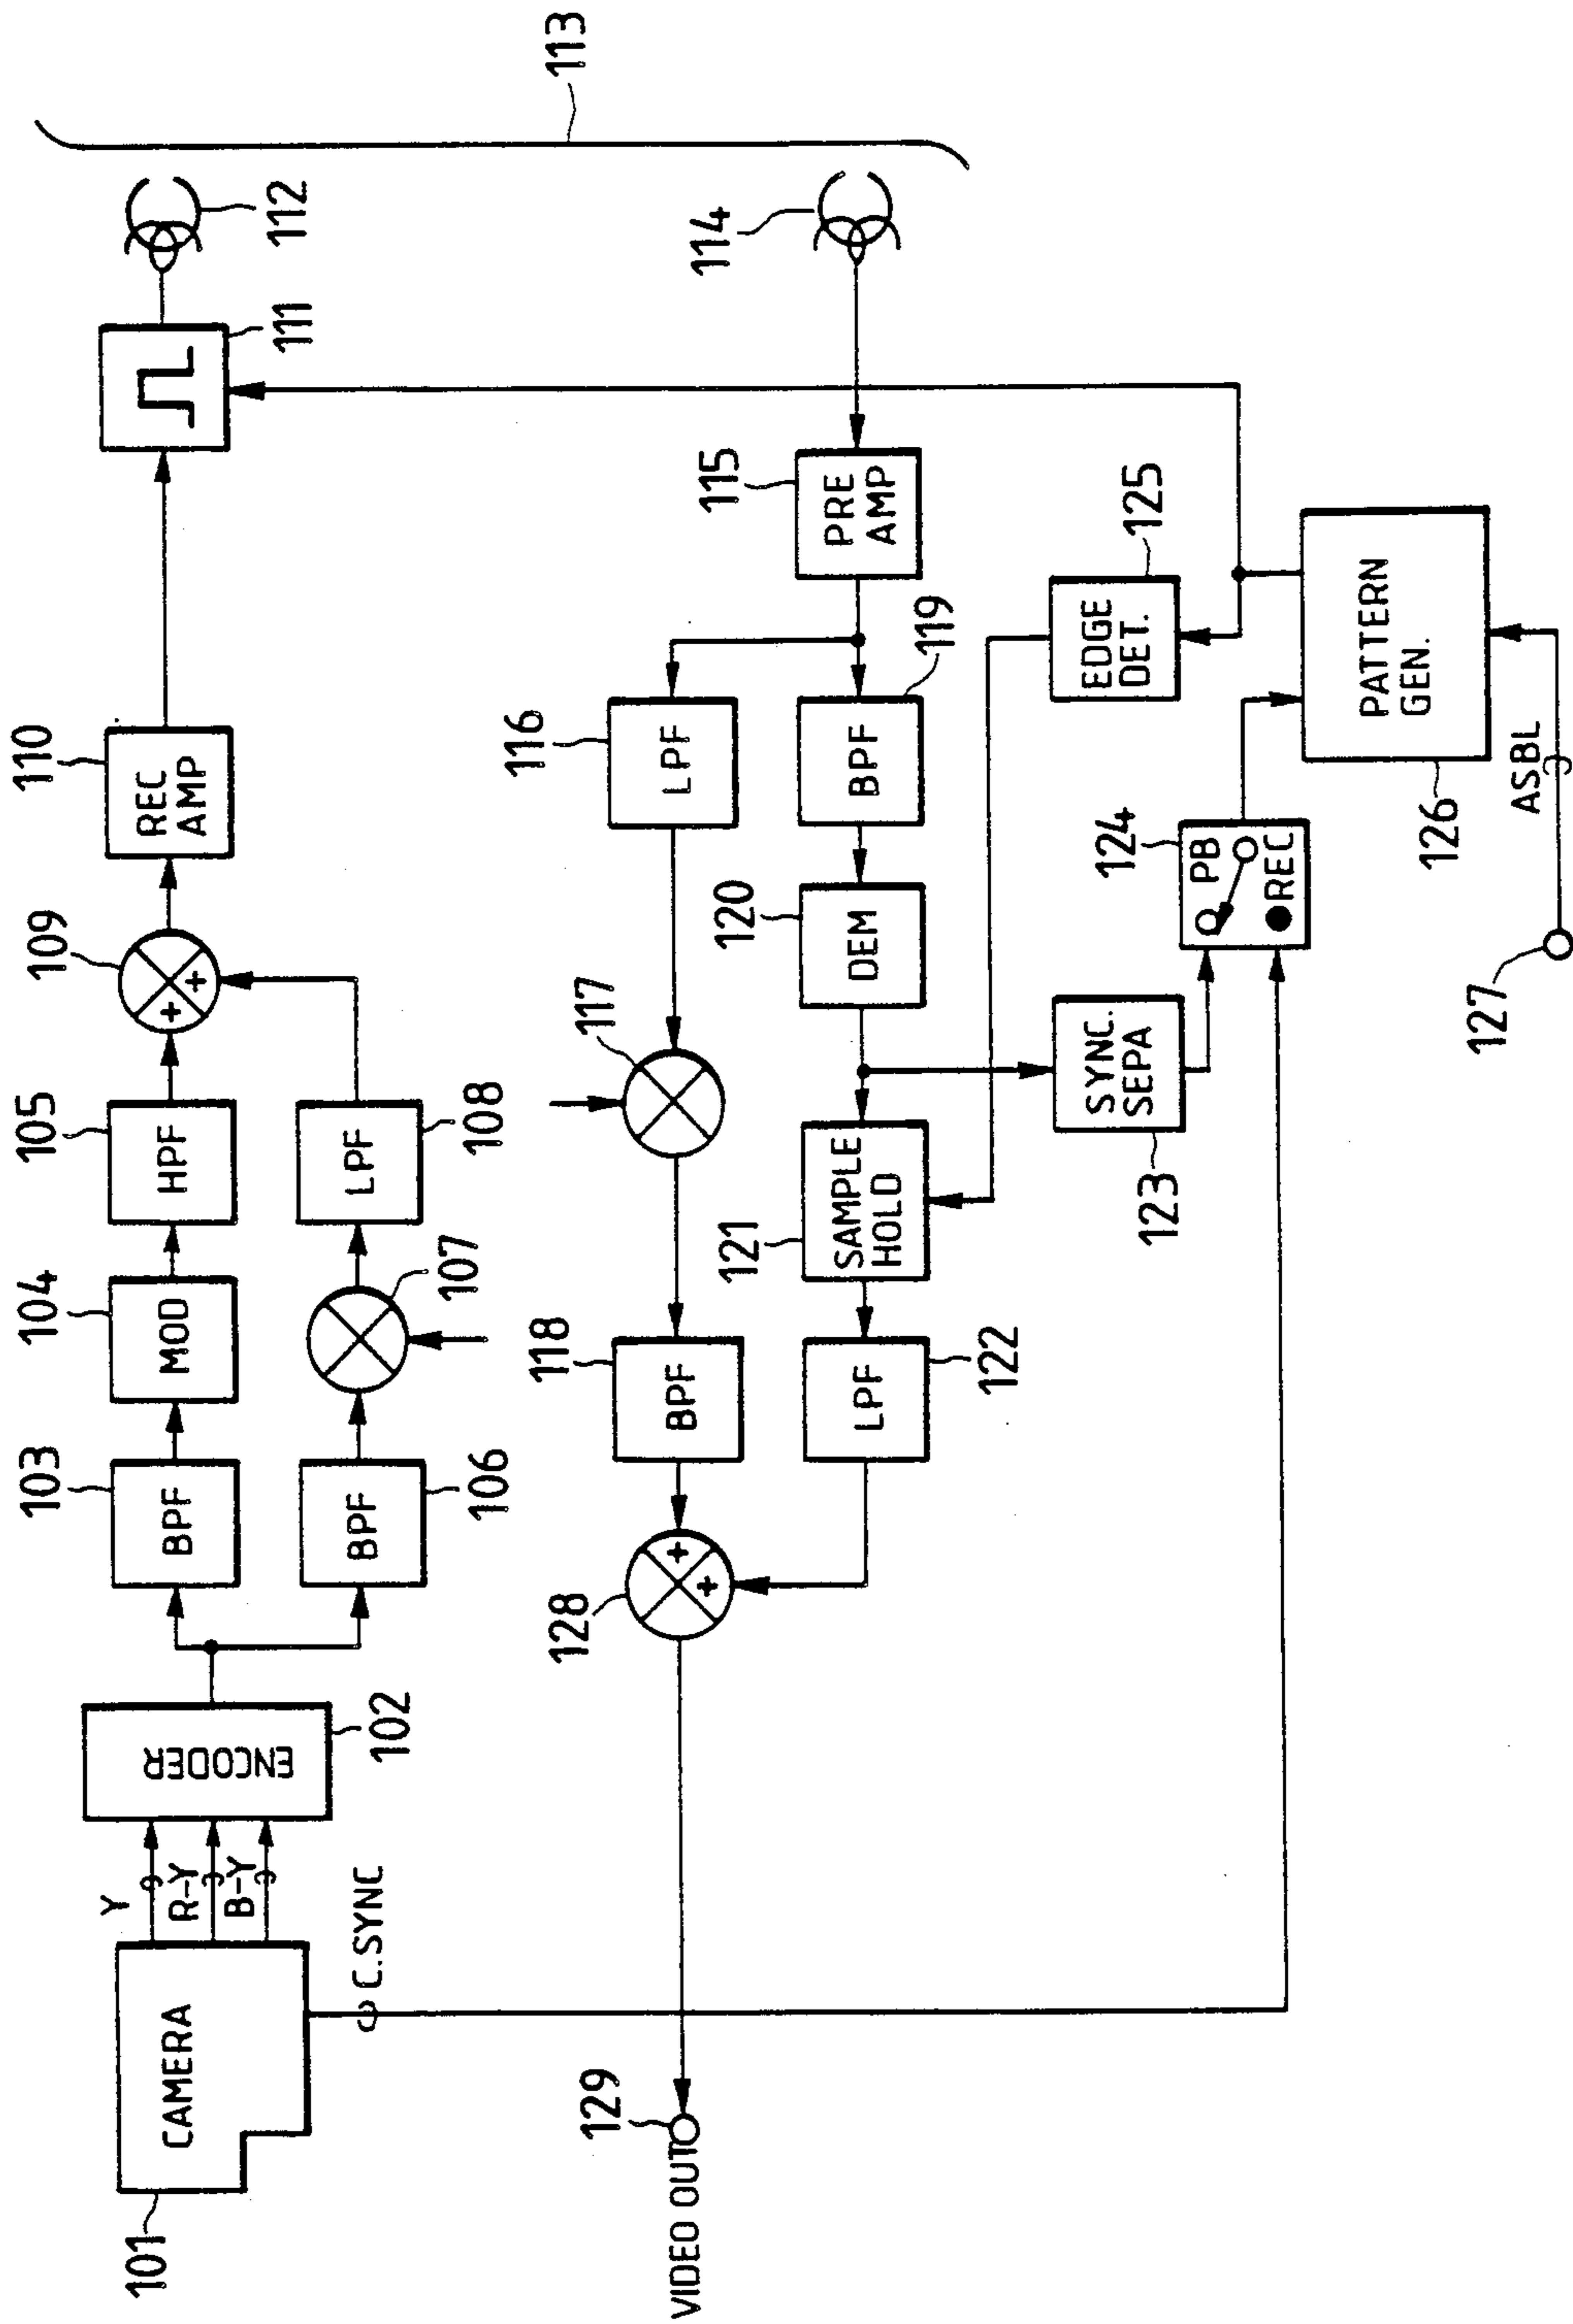 101
CAMERA
Y
R-Y
B-Y
C.SYNC
ENCODER
102
103
BPF
104
MOD
105
HPF
106
BPF
107
108
LPF
109
+
+
110
REC
AMP
111
112
113
114
115
PRE
AMP
116
LPF
117
118
BPF
119
BPF
120
DEM
121
SAMPLE
HOLD
122
LPF
123
SYNC.
SEPA
124
PB
REC
125
EDGE
DET.
126
PATTERN
GEN.
ASBL
127
128
+
+
129
VIDEO OUT